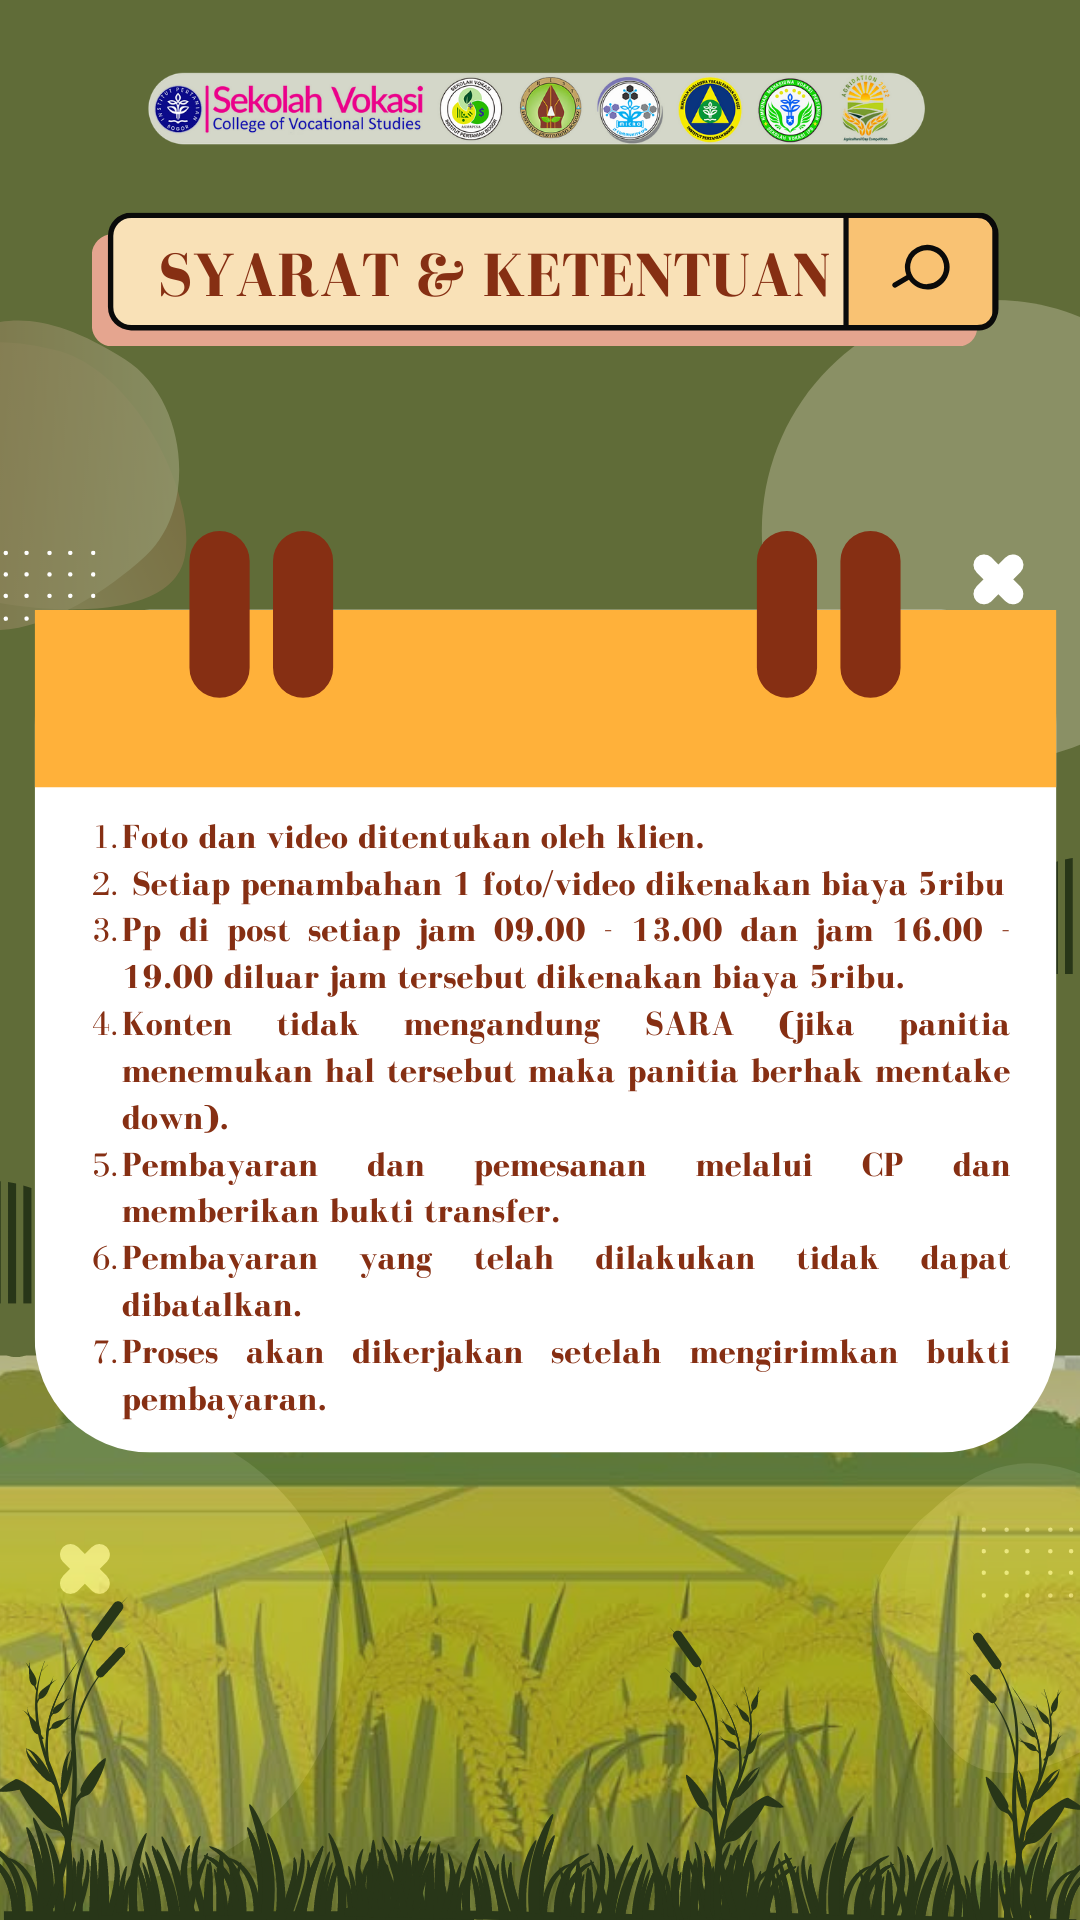 INSTITUT PERTANIAN BOGOR
Sekolah Vokasi
College of Vocational Studies
SYARAT & KETENTUAN
1. Foto dan video ditentukan oleh klien.
2. Setiap penambahan 1 foto/video dikenakan biaya 5ribu
3. Pp di post setiap jam 09.00 - 13.00 dan jam 16.00 -
19.00 diluar jam tersebut dikenakan biaya 5ribu.
4. Konten tidak mengandung SARA (jika panitia
menemukan hal tersebut maka panitia berhak mentake
down).
5. Pembayaran dan pemesanan melalui CP dan
memberikan bukti transfer.
6. Pembayaran yang telah dilakukan tidak dapat
dibatalkan.
7. Proses akan dikerjakan setelah mengirimkan bukti
pembayaran.